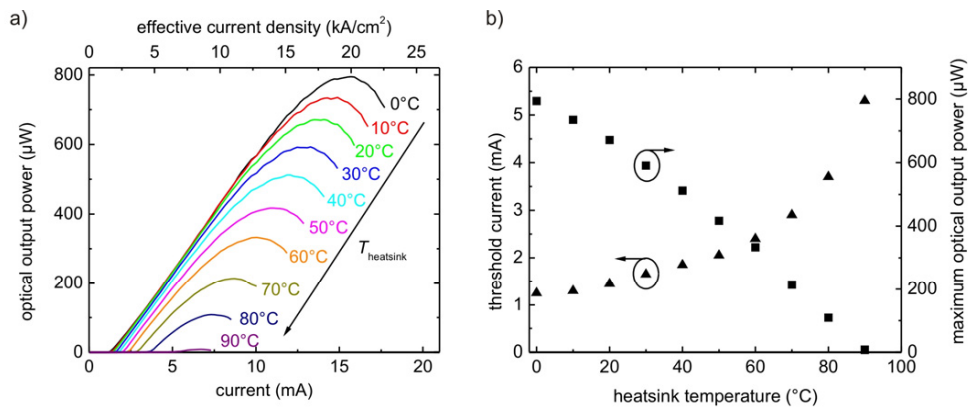 a)
effective current density (kA/cm²)
0 5 10 15 20 25
optical output power (µW)
800
600
400
200
0
0°C
10°C
20°C
30°C
40°C
50°C
60°C
70°C
80°C
90°C
T heatsink
0 5 10 15 20
current (mA)
b)
threshold current (mA)
6
5
4
3
2
1
0
800
600
400
200
0
maximum optical output power (µW)
0 20 40 60 80 100
heatsink temperature (°C)